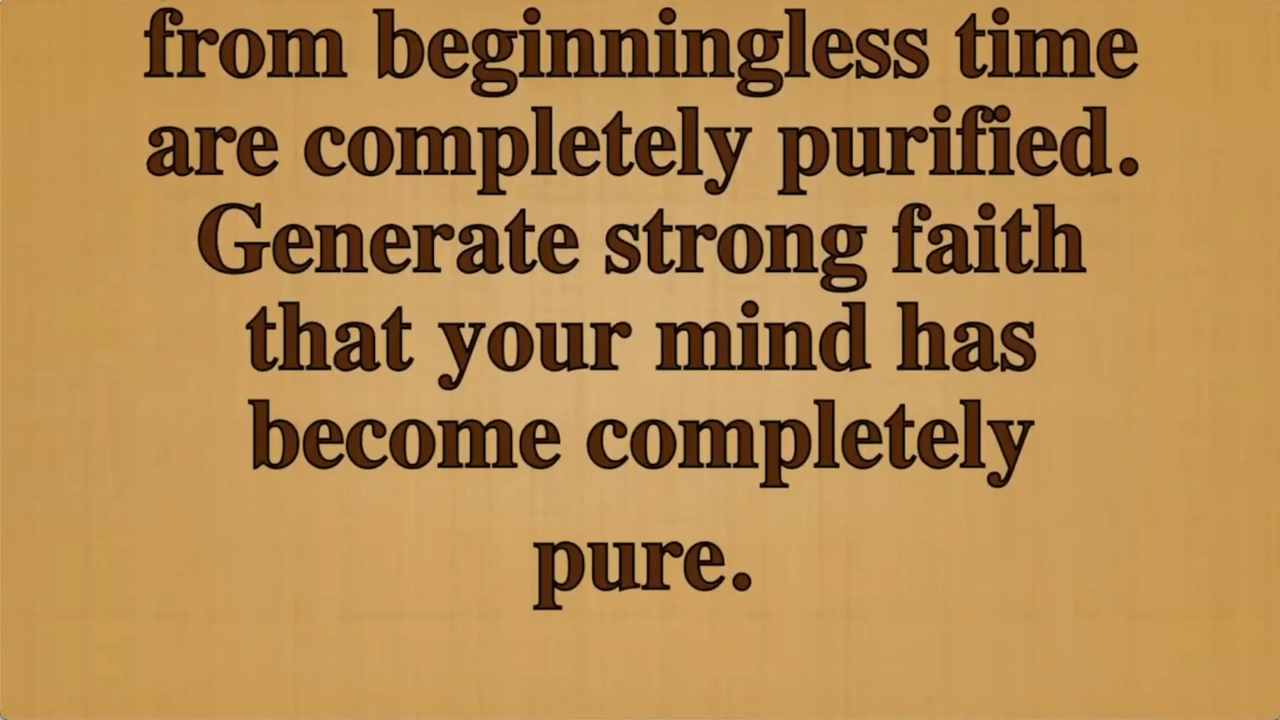 from beginningless time
are completely purified.
Generate strong faith
that your mind has
become completely
pure.